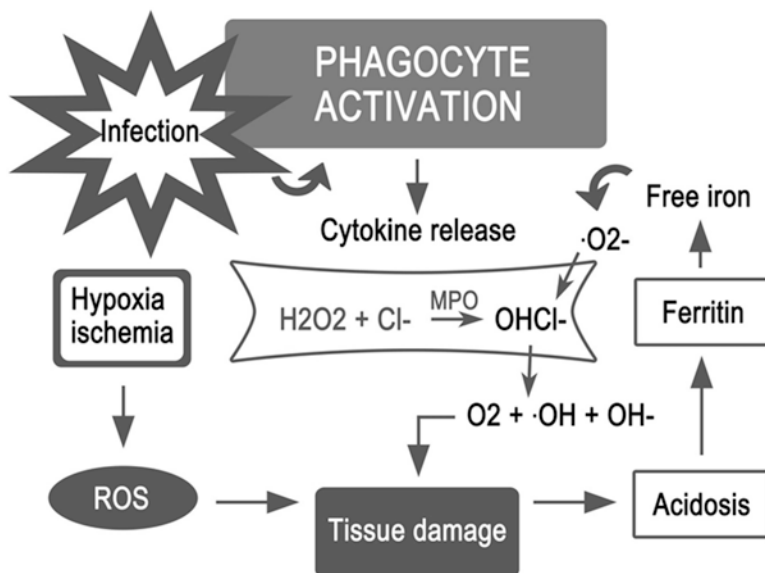 PHAGOCYTE
ACTIVATION
Infection
Free iron
Cytokine release
·O2-
Hypoxia
ischemia
H2O2 + Cl-
MPO
OHCl-
Ferritin
O2 + ·OH + OH-
ROS
Tissue damage
Acidosis